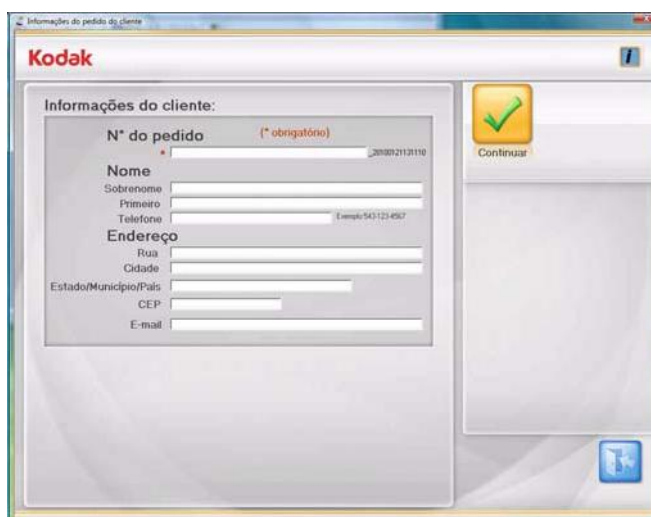 Informações do pedido do cliente
Kodak
i
Informações do cliente:
N° do pedido (* obrigatório)
* _20100121131110
Nome
Sobrenome
Primeiro
Telefone Exemplo:543-123-4567
Endereço
Rua
Cidade
Estado/Município/País
CEP
E-mail
Continuar